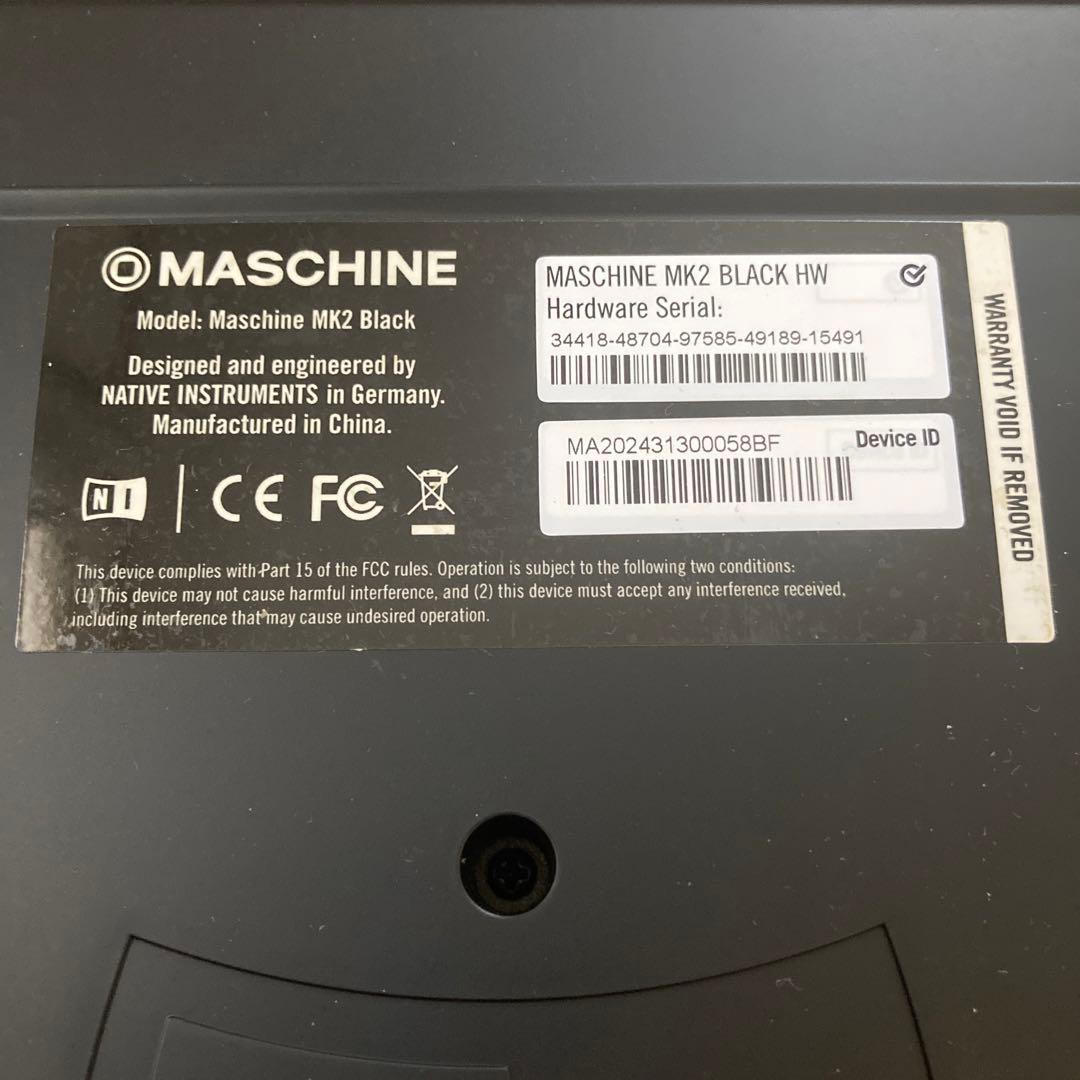 MASCHINE
Model: Maschine MK2 Black
Designed and engineered by
NATIVE INSTRUMENTS in Germany.
Manufactured in China.
NI
CE FC
MASCHINE MK2 BLACK HW
Hardware Serial:
34418-48704-97585-49189-15491
MA202431300058BF
Device ID
WARRANTY VOID IF REMOVED
This device complies with Part 15 of the FCC rules. Operation is subject to the following two conditions:
(1) This device may not cause harmful interference, and (2) this device must accept any interference received,
including interference that may cause undesired operation.